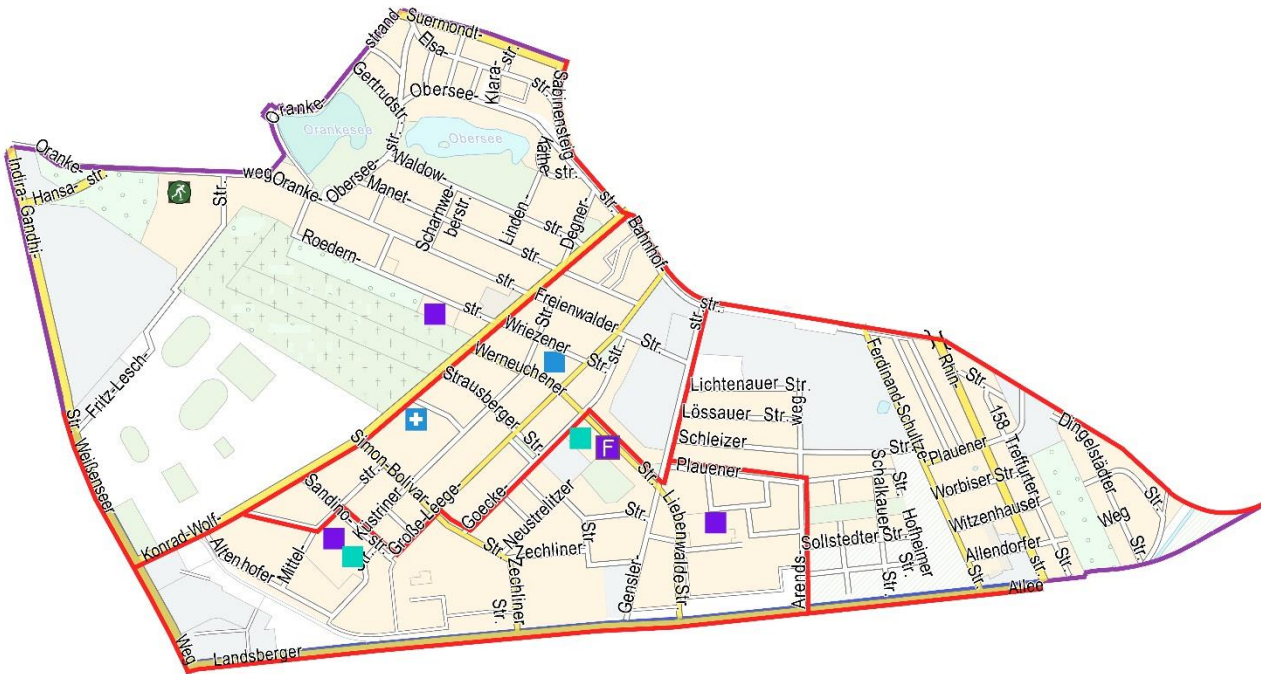 Suermondt-
str.
strand
Elsa-
str.
Klara-
str.
Sabinensteig
Gertrudstr.
Obersee-
str.
Oranke-
Orankesee
Obersee
Oranke-
weg
Hansa-
str.
Indira-
Gandhi-
Str.
Oranke-
str.
Obersee-
str.
Waldow-
str.
Manet-
str.
Scharnwe-
berstr.
Linden-
Degner-
str.
Bahnhof-
str.
Roedern-
str.
Freienwalder
Str.
Wriezener
Str.
Werneuchener
Str.
Strausberger
Str.
Fritz-Lesch-
Str.
Weißenseer
Weg
Konrad-Wolf-
Simon-Bolivar-
Str.
Sandino-
str.
Küstriner
Str.
Große-Leege-
Goecke-
str.
Neustrelitzer
Str.
Zechliner
Str.
Zechliner
Str.
Altenhofer
Mittel-
str.
Gensler-
str.
Liebenwalde
Str.
F
Lichtenauer Str.
Lössauer Str.
weg
Schleizer
Str.
Plauener
Plauener
Str.
Arends-
Schalkauer
Str.
Hofheimer
Str.
Sollstedter
Str.
Ferdinand-Schultze-
Str.
Rhin-
str.
Str.
158
Treffurter
Str.
Worbiser Str.
Witzenhauser
Allendorfer
Str.
Dingelstädter
Str.
Weg
Landsberger
Allee